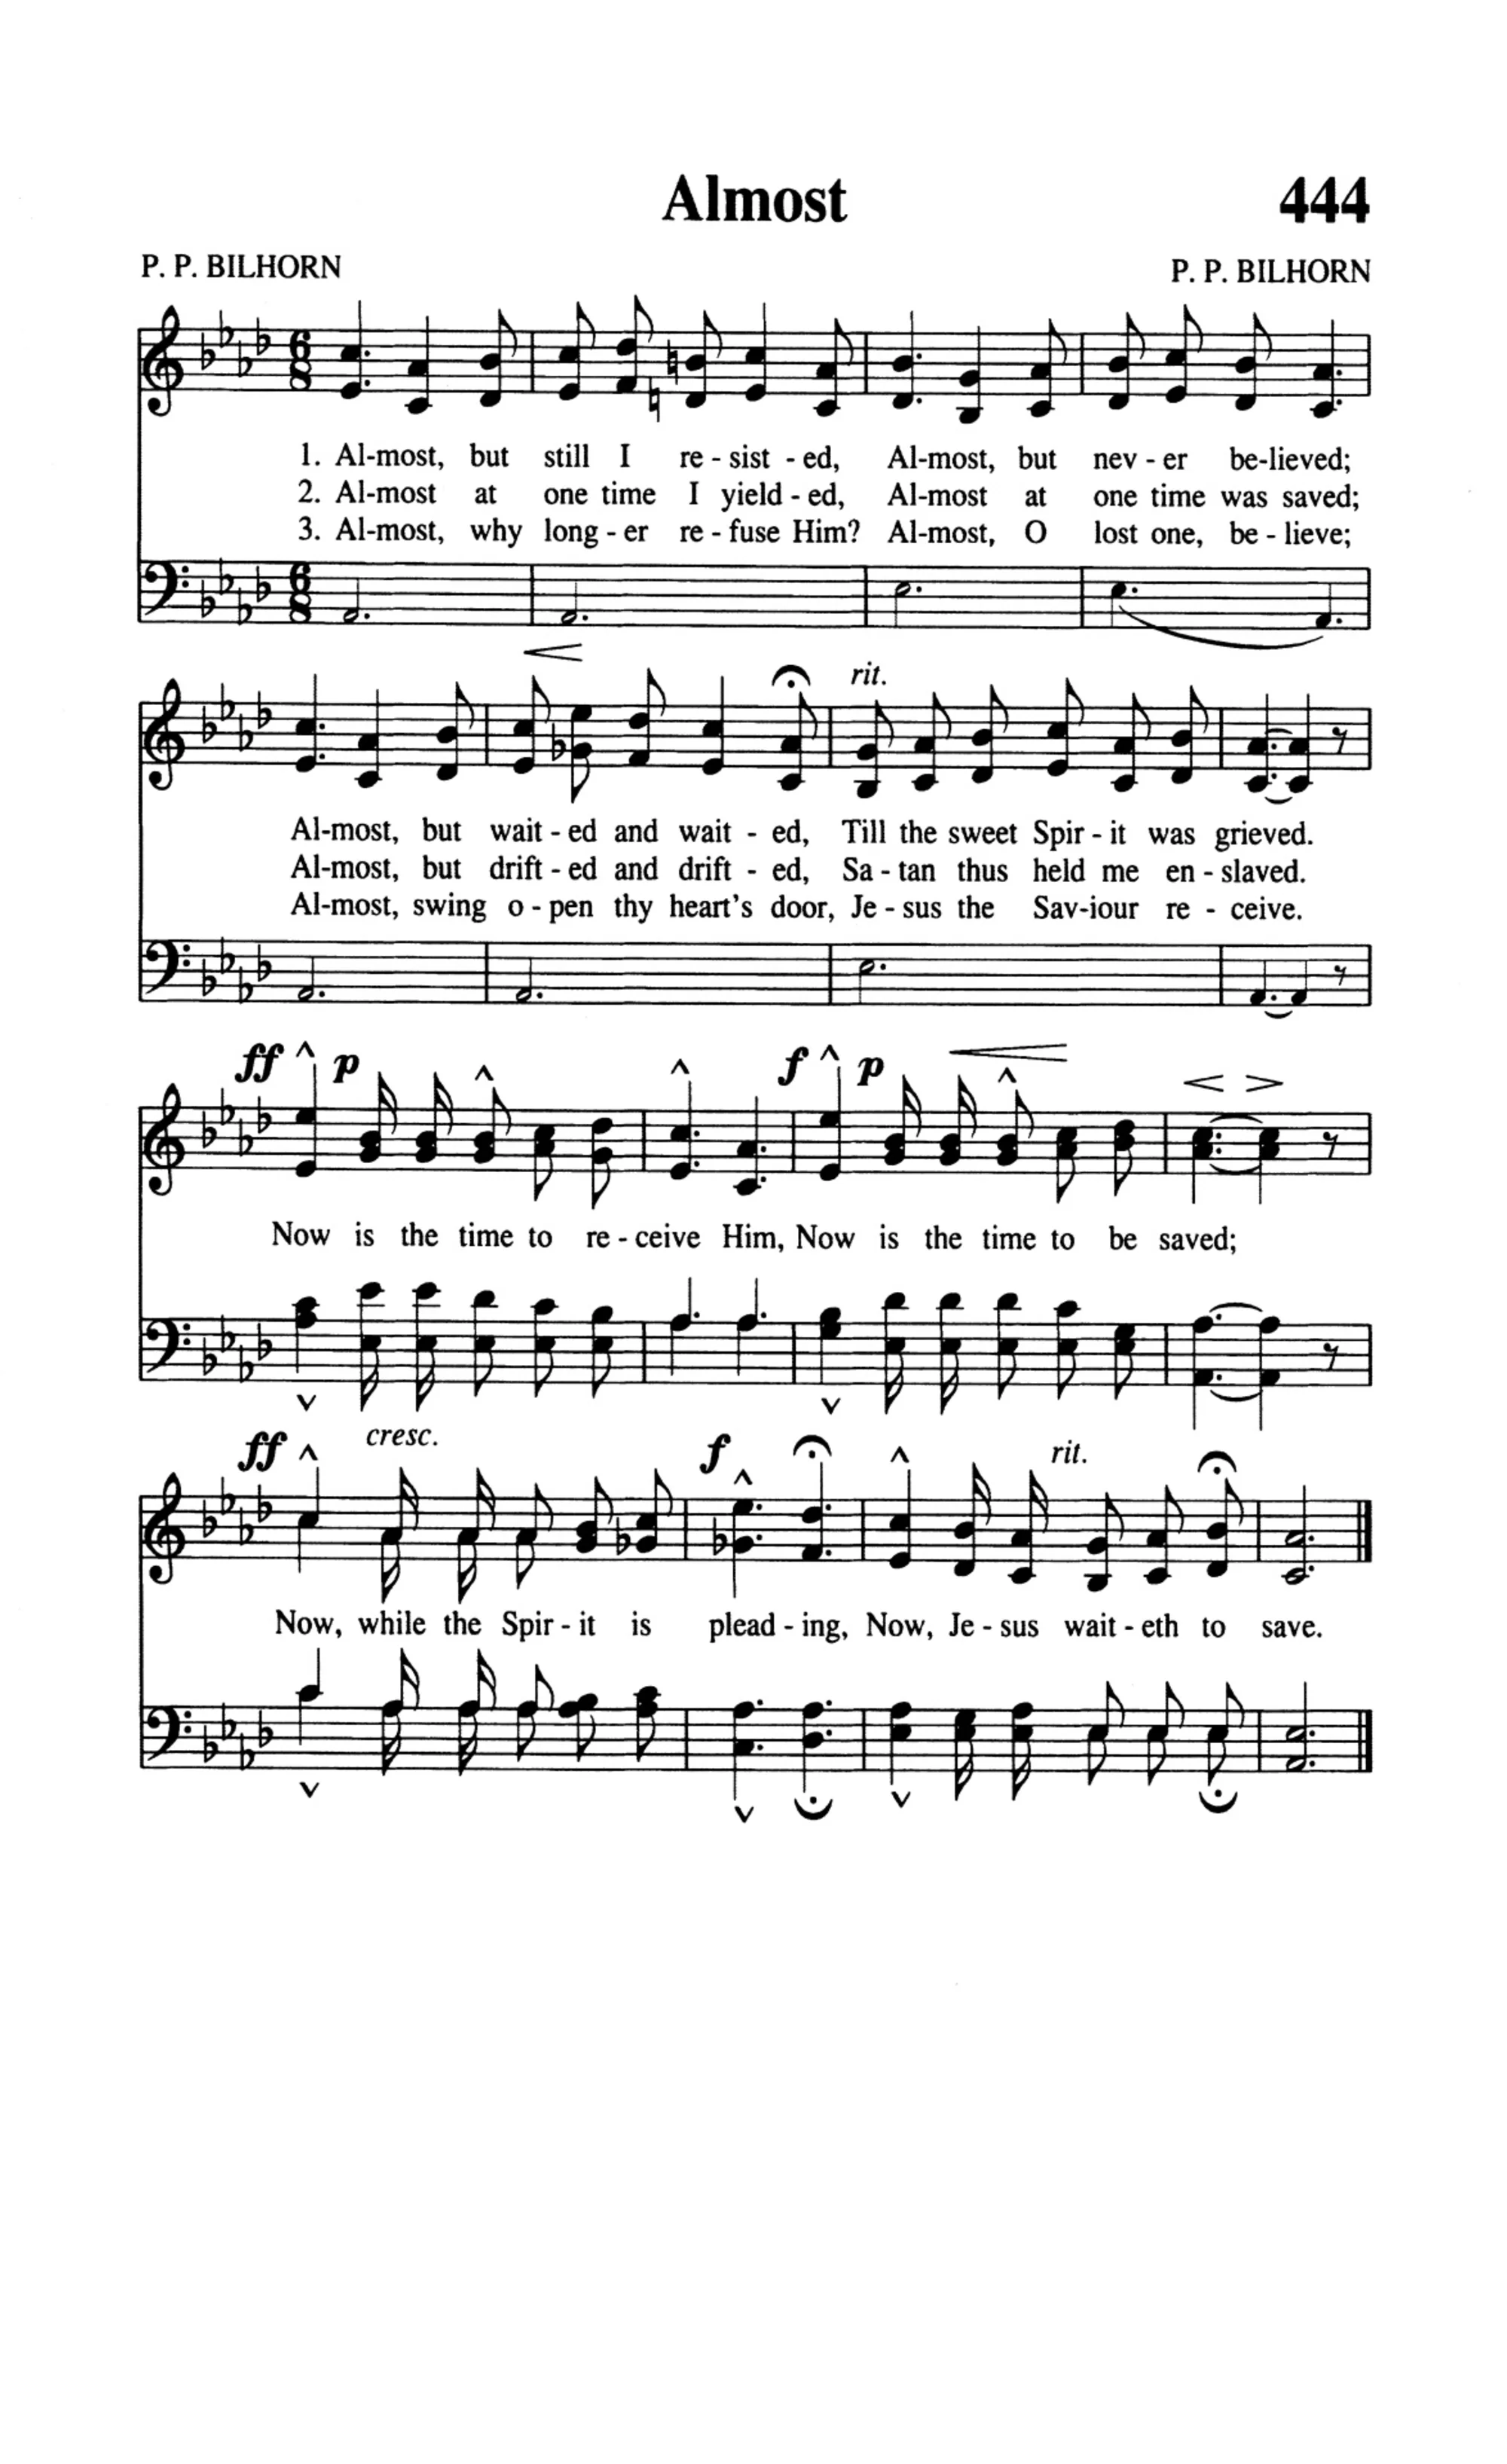 Almost 444
P. P. BILHORN P. P. BILHORN
6 8
1. Al-most, but still I re - sist - ed, Al-most, but nev - er be-lieved;
2. Al-most at one time I yield - ed, Al-most at one time was saved;
3. Al-most, why long - er re - fuse Him? Al-most, O lost one, be - lieve;
6 8
rit.
Al-most, but wait - ed and wait - ed, Till the sweet Spir - it was grieved.
Al-most, but drift - ed and drift - ed, Sa - tan thus held me en - slaved.
Al-most, swing o - pen thy heart's door, Je - sus the Sav-iour re - ceive.
ff p f p
Now is the time to re - ceive Him, Now is the time to be saved;
ff cresc. f rit.
Now, while the Spir - it is plead - ing, Now, Je - sus wait - eth to save.